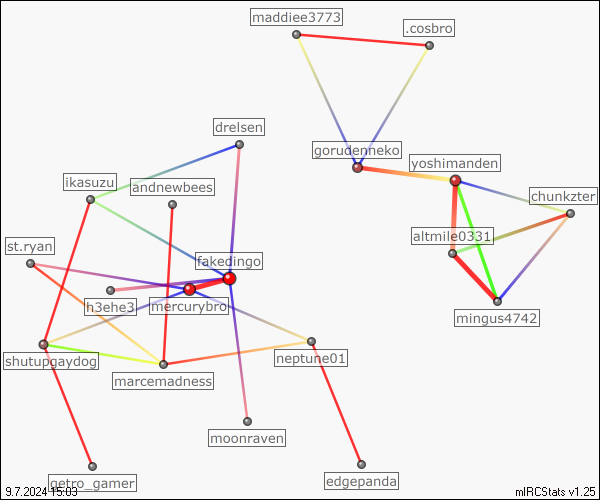 maddiee3773
.cosbro
drelsen
gorudenneko
yoshimanden
ikasuzu
andnewbees
chunkzter
st.ryan
altmile0331
fakedingo
h3ehe3
mercurybro
mingus4742
shutupgaydog
neptune01
marcemadness
moonraven
getro_gamer
edgepanda
9.7.2024 15:03
mIRCStats v1.25